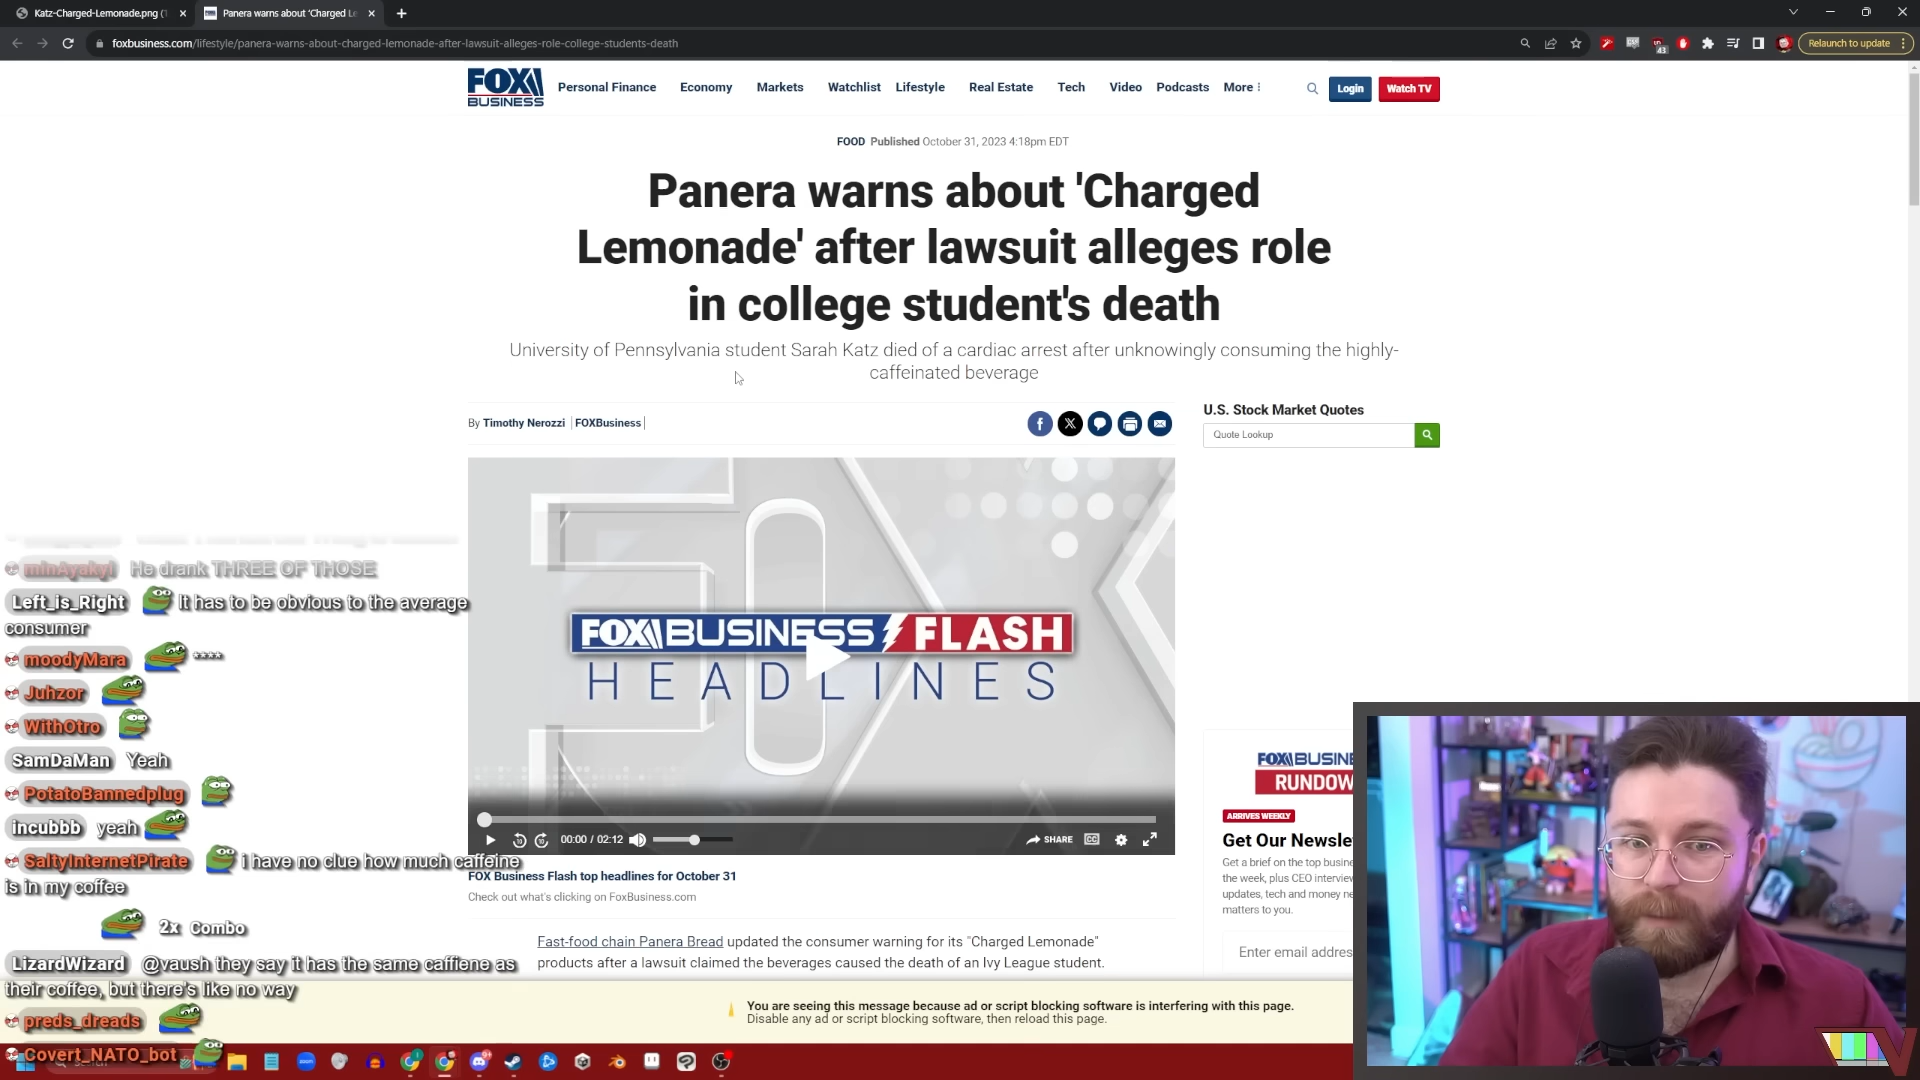 Katz-Charged-Lemonade.png (1
Panera warns about 'Charged Le
foxbusiness.com/lifestyle/panera-warns-about-charged-lemonade-after-lawsuit-alleges-role-college-students-death
43
Relaunch to update
FOX BUSINESS
Personal Finance
Economy
Markets
Watchlist
Lifestyle
Real Estate
Tech
Video
Podcasts
More
Login
Watch TV
FOOD Published October 31, 2023 4:18pm EDT
Panera warns about 'Charged
Lemonade' after lawsuit alleges role
in college student's death
University of Pennsylvania student Sarah Katz died of a cardiac arrest after unknowingly consuming the highly-
caffeinated beverage
By Timothy Nerozzi | FOXBusiness |
U.S. Stock Market Quotes
Quote Lookup
FOX BUSINESS FLASH
HEADLINES
00:00 / 02:12
SHARE
CC
FOX Business Flash top headlines for October 31
Check out what's clicking on FoxBusiness.com
Fast-food chain Panera Bread updated the consumer warning for its "Charged Lemonade"
products after a lawsuit claimed the beverages caused the death of an Ivy League student.
FOX BUSINESS
RUNDOW
ARRIVES WEEKLY
Get Our Newsle
Get a brief on the top busine
the week, plus CEO interview
updates, tech and money ne
matters to you.
Enter email addres
You are seeing this message because ad or script blocking software is interfering with this page.
Disable any ad or script blocking software, then reload this page.
minAyakyl He drank THREE OF THOSE
Left_is_Right It has to be obvious to the average
consumer
moodyMara ****
Juhzor
WithOtro
SamDaMan Yeah
PotatoBannedplug
incubbb yeah
SaltyInternetPirate i have no clue how much caffeine
is in my coffee
2x Combo
LizardWizard @vaush they say it has the same caffiene as
their coffee, but there's like no way
preds_dreads
Covert_NATO_bot
Search